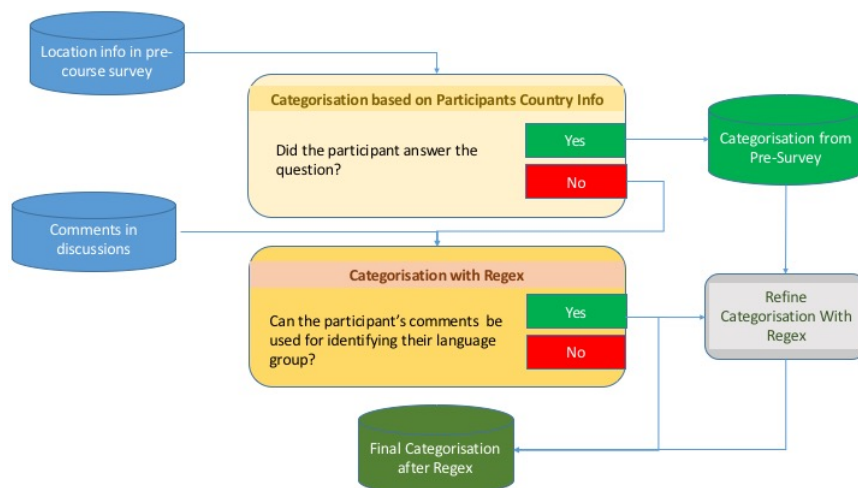 Location info in pre-
course survey
Categorisation based on Participants Country Info
Did the participant answer the
question?
Yes
No
Categorisation from
Pre-Survey
Comments in
discussions
Categorisation with Regex
Can the participant's comments be
used for identifying their language
group?
Yes
No
Refine
Categorisation With
Regex
Final Categorisation
after Regex